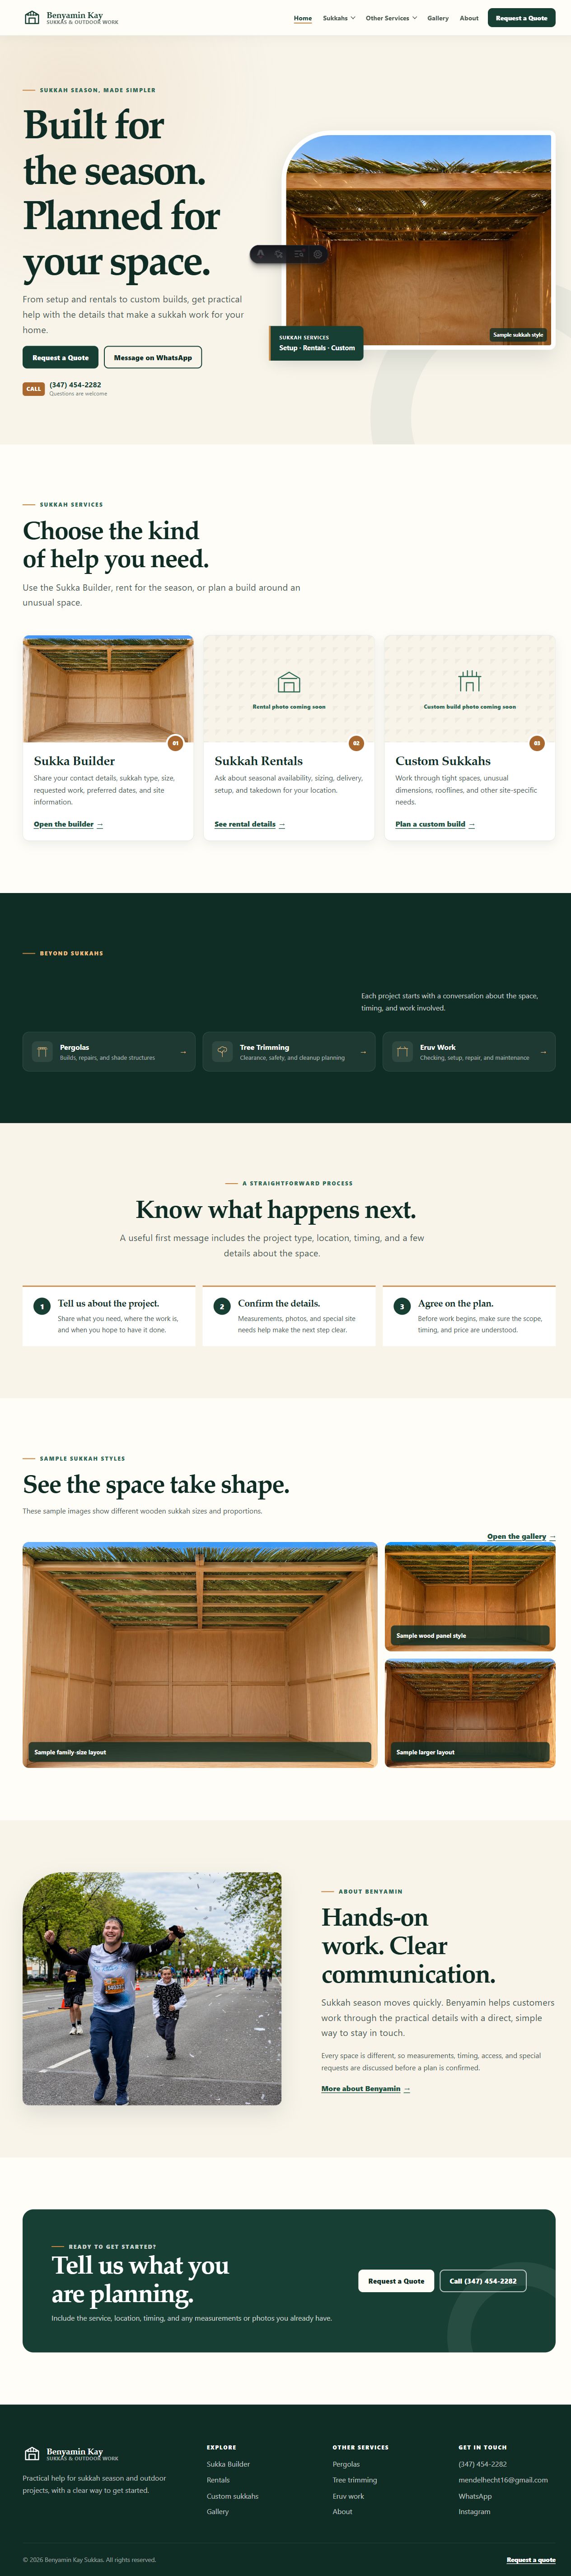 Benyamin Kay
SUKKAS & OUTDOOR WORK
Home
Sukkahs
Other Services
Gallery
About
Request a Quote
SUKKAH SEASON, MADE SIMPLER
Built for
the season.
Planned for
your space.
From setup and rentals to custom builds, get practical
help with the details that make a sukkah work for your
home.
Request a Quote
Message on WhatsApp
CALL
(347) 454-2282
Questions are welcome
SUKKAH SERVICES
Setup · Rentals · Custom
Sample sukkah style
SUKKAH SERVICES
Choose the kind
of help you need.
Use the Sukka Builder, rent for the season, or plan a build around an
unusual space.
01
Sukka Builder
Share your contact details, sukkah type, size,
requested work, preferred dates, and site
information.
Open the builder →
Rental photo coming soon
02
Sukkah Rentals
Ask about seasonal availability, sizing, delivery,
setup, and takedown for your location.
See rental details →
Custom build photo coming soon
03
Custom Sukkahs
Work through tight spaces, unusual
dimensions, rooflines, and other site-specific
needs.
Plan a custom build →
BEYOND SUKKAHS
Each project starts with a conversation about the space,
timing, and work involved.
Pergolas
Builds, repairs, and shade structures
→
Tree Trimming
Clearance, safety, and cleanup planning
→
Eruv Work
Checking, setup, repair, and maintenance
→
A STRAIGHTFORWARD PROCESS
Know what happens next.
A useful first message includes the project type, location, timing, and a few
details about the space.
1
Tell us about the project.
Share what you need, where the work is,
and when you hope to have it done.
2
Confirm the details.
Measurements, photos, and special site
needs help make the next step clear.
3
Agree on the plan.
Before work begins, make sure the scope,
timing, and price are understood.
SAMPLE SUKKAH STYLES
See the space take shape.
These sample images show different wooden sukkah sizes and proportions.
Open the gallery →
Sample family-size layout
Sample wood panel style
Sample larger layout
ABOUT BENYAMIN
Hands-on
work. Clear
communication.
Sukkah season moves quickly. Benyamin helps customers
work through the practical details with a direct, simple
way to stay in touch.
Every space is different, so measurements, timing, access, and special
requests are discussed before a plan is confirmed.
More about Benyamin →
READY TO GET STARTED?
Tell us what you
are planning.
Include the service, location, timing, and any measurements or photos you already have.
Request a Quote
Call (347) 454-2282
Benyamin Kay
SUKKAS & OUTDOOR WORK
Practical help for sukkah season and outdoor
projects, with a clear way to get started.
EXPLORE
Sukka Builder
Rentals
Custom sukkahs
Gallery
OTHER SERVICES
Pergolas
Tree trimming
Eruv work
About
GET IN TOUCH
(347) 454-2282
mendelhecht16@gmail.com
WhatsApp
Instagram
© 2026 Benyamin Kay Sukkas. All rights reserved.
Request a quote →